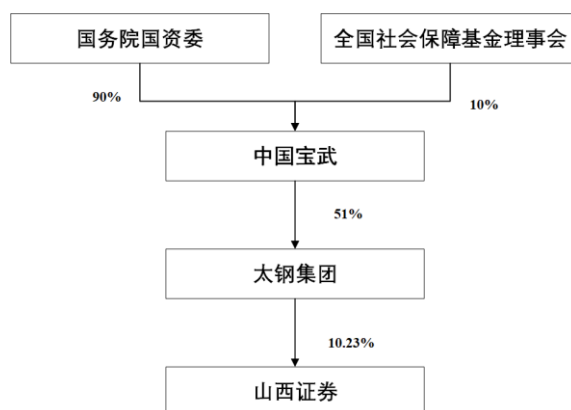 国务院国资委
全国社会保障基金理事会
90%
10%
中国宝武
51%
太钢集团
10.23%
山西证券